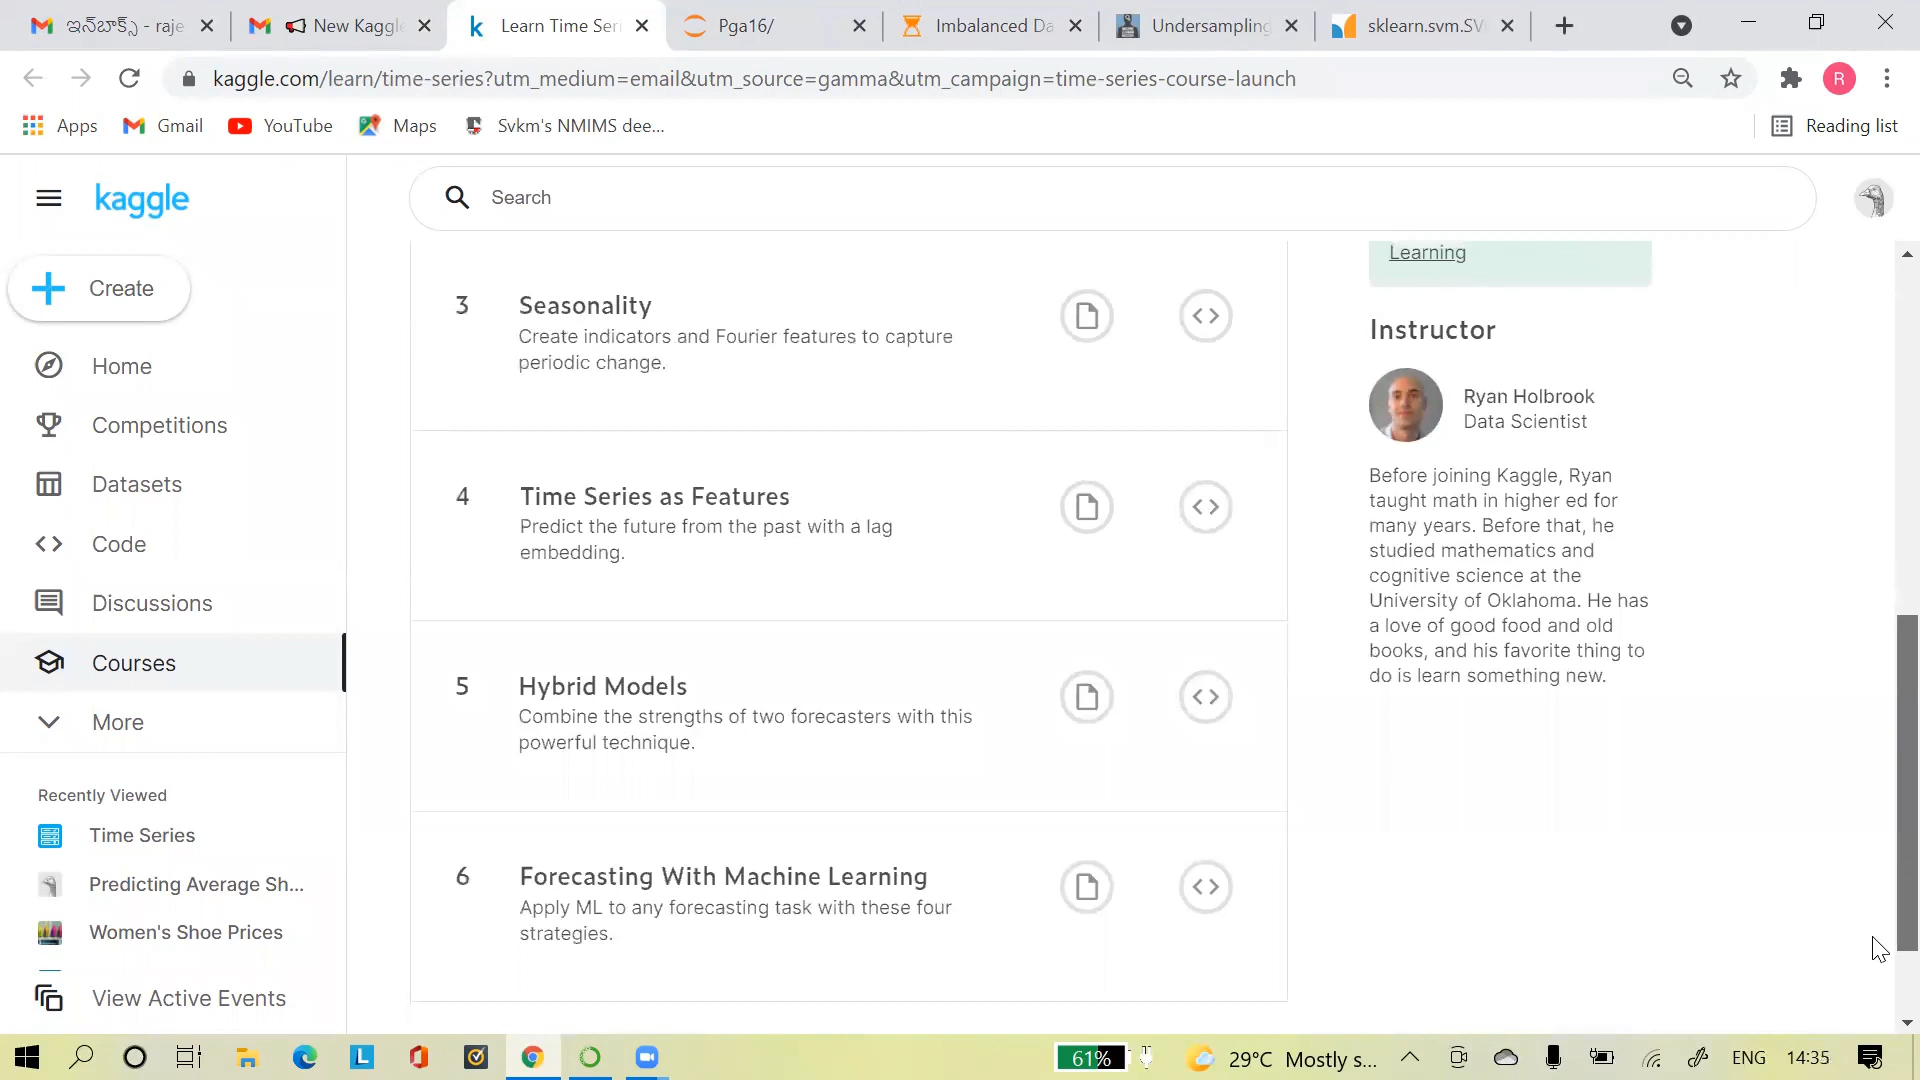 ఇన్‌బాక్స్ - raje
New Kaggle
Learn Time Seri
Pga16/
Imbalanced Da
Undersampling
sklearn.svm.SV
kaggle.com/learn/time-series?utm_medium=email&utm_source=gamma&utm_campaign=time-series-course-launch
R
Apps
Gmail
YouTube
Maps
Svkm's NMIMS dee...
Reading list
kaggle
Search
Create
Home
Competitions
Datasets
Code
Discussions
Courses
More
Recently Viewed
Time Series
Predicting Average Sh...
Women's Shoe Prices
View Active Events
3 Seasonality
Create indicators and Fourier features to capture
periodic change.
4 Time Series as Features
Predict the future from the past with a lag
embedding.
5 Hybrid Models
Combine the strengths of two forecasters with this
powerful technique.
6 Forecasting With Machine Learning
Apply ML to any forecasting task with these four
strategies.
Learning
Instructor
Ryan Holbrook
Data Scientist
Before joining Kaggle, Ryan
taught math in higher ed for
many years. Before that, he
studied mathematics and
cognitive science at the
University of Oklahoma. He has
a love of good food and old
books, and his favorite thing to
do is learn something new.
L
61%
29°C Mostly s...
ENG
14:35